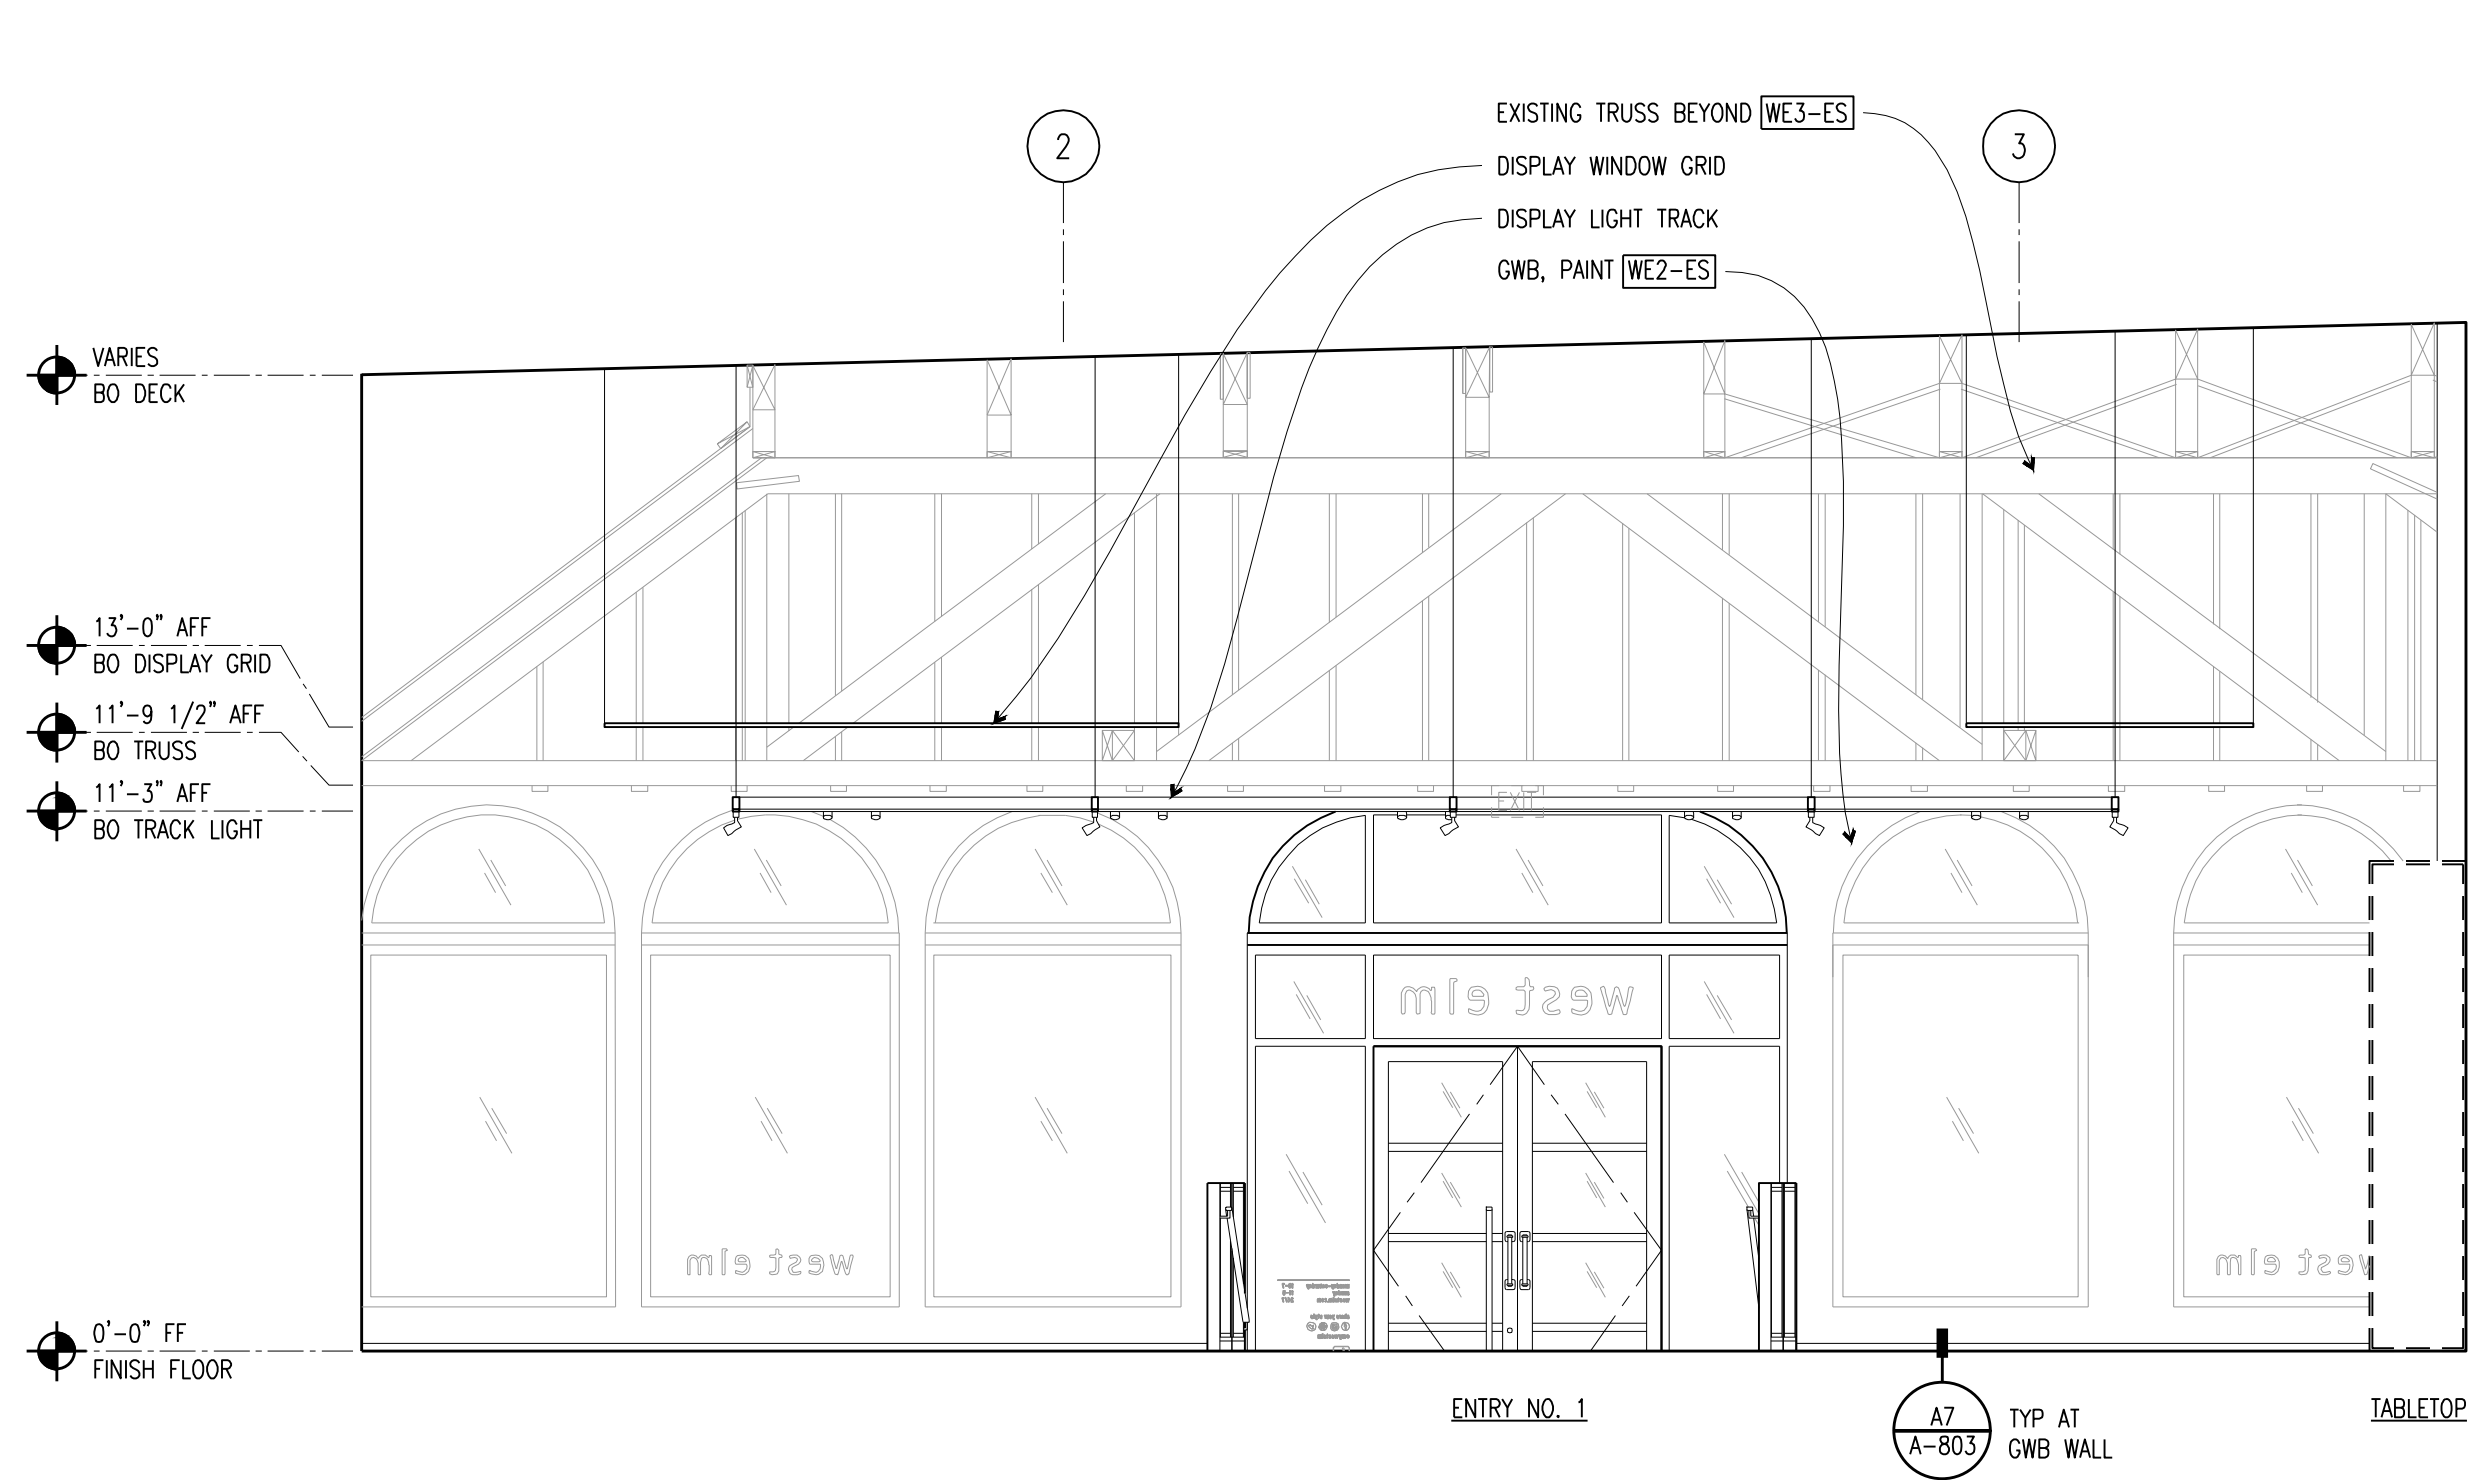 EXISTING TRUSS BEYOND WE3-ES
2
3
DISPLAY WINDOW GRID
DISPLAY LIGHT TRACK
GWB, PAINT WE2-ES
VARIES
BO DECK
13'-0" AFF
BO DISPLAY GRID
11'-9 1/2" AFF
BO TRUSS
11'-3" AFF
BO TRACK LIGHT
EXIT
west elm
west elm
west elm
0'-0" FF
FINISH FLOOR
ENTRY NO. 1
A7
A-803
TYP AT
GWB WALL
TABLETOP